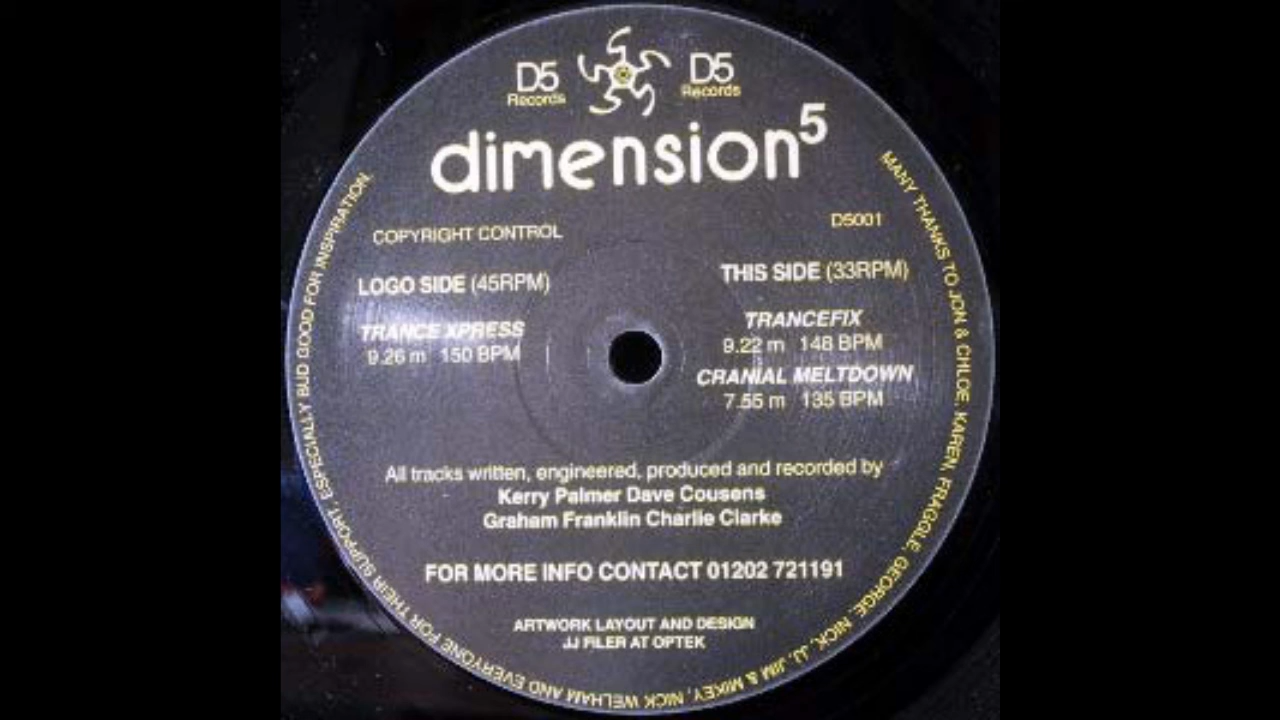 D5
Records
D5
Records
dimension⁵
COPYRIGHT CONTROL
D5001
LOGO SIDE (45RPM)
TRANCE XPRESS
9.26 m 150 BPM
THIS SIDE (33RPM)
TRANCEFIX
9.22 m 148 BPM
CRANIAL MELTDOWN
7.55 m 135 BPM
All tracks written, engineered, produced and recorded by
Kerry Palmer Dave Cousens
Graham Franklin Charlie Clarke
FOR MORE INFO CONTACT 01202 721191
ARTWORK LAYOUT AND DESIGN
JJ FILER AT OPTEK
MANY THANKS TO JON & CHLOE, KAREN, FRAGGLE, GEORGE, NICK, JJ, JIM & MIKEY, NICK WELHAM AND EVERYONE FOR THEIR SUPPORT. ESPECIALLY BUD GOOD FOR INSPIRATION.